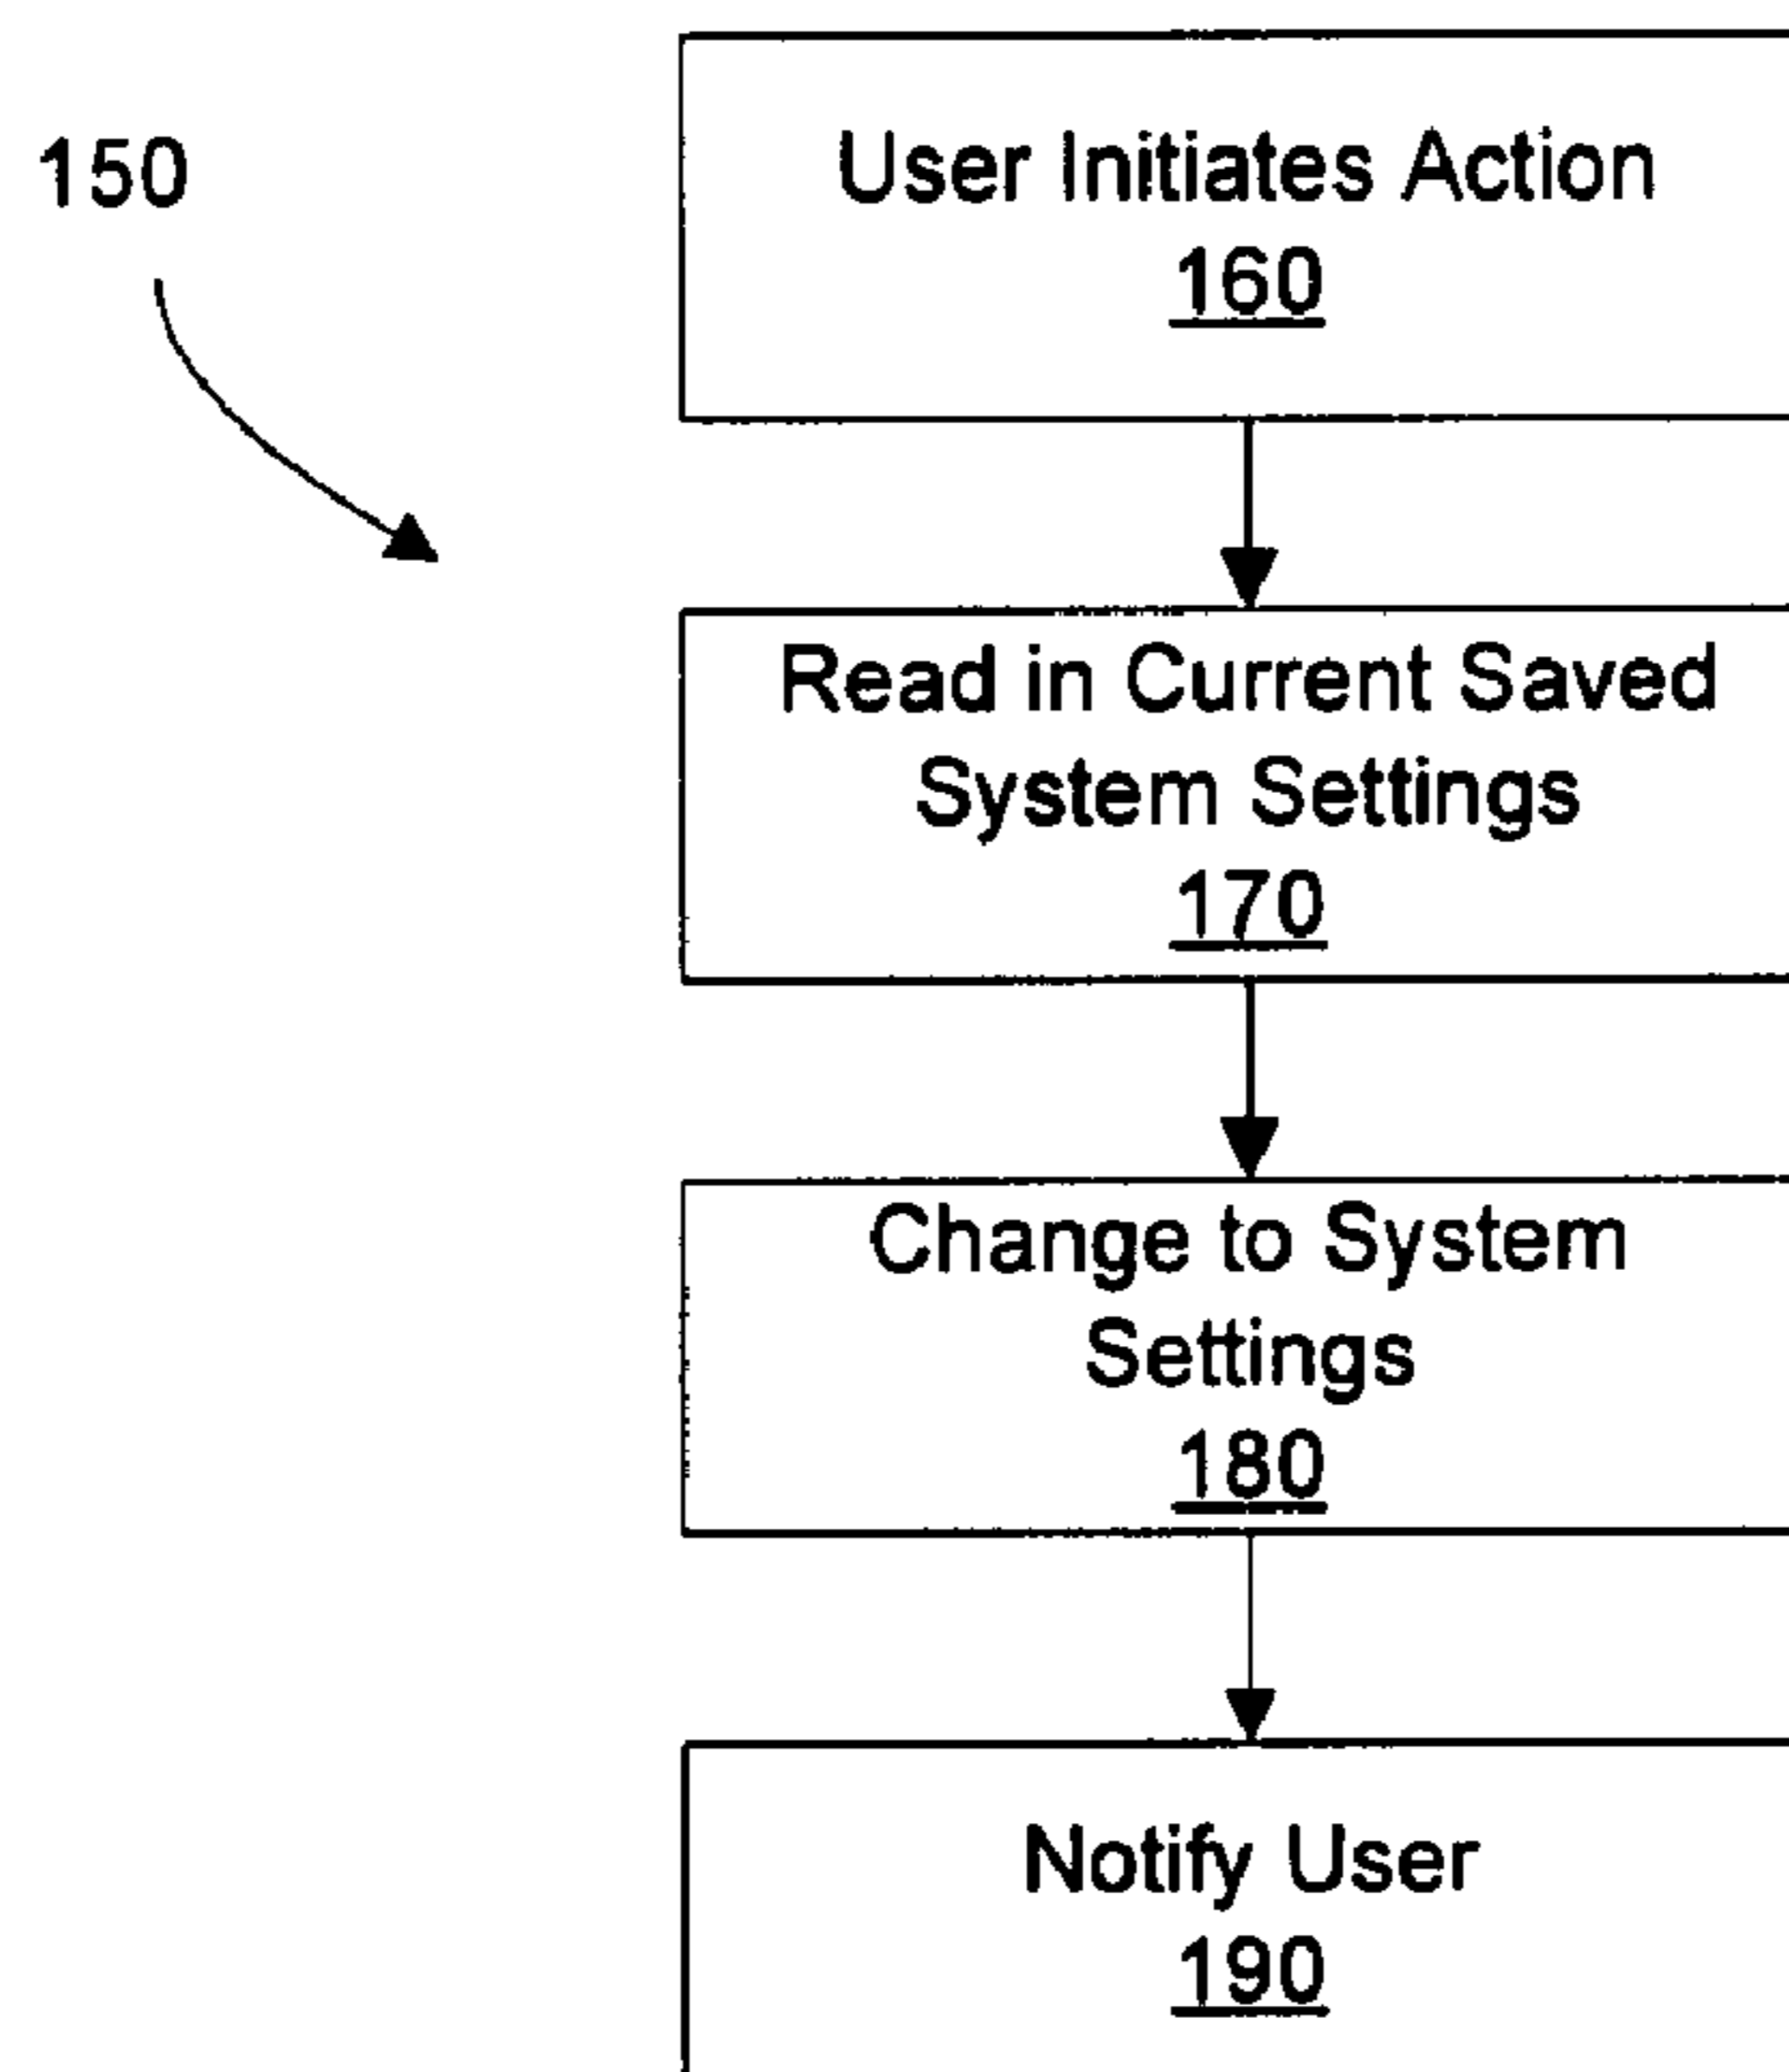 150
User Initiates Action
160
Read in Current Saved
System Settings
170
Change to System
Settings
180
Notify User
190